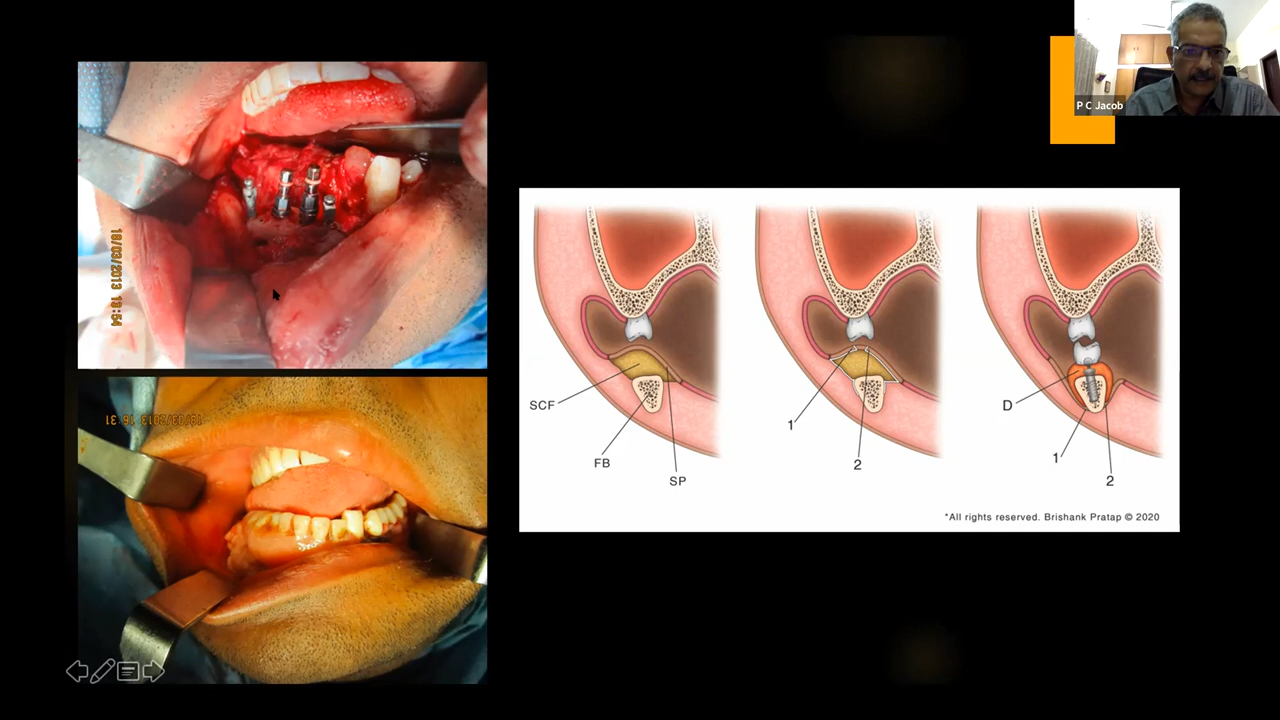 P C Jacob
18/03/2013 13:54
18/03/2013 16:31
SCF
FB
SP
1
2
D
1
2
*All rights reserved. Brishank Pratap © 2020